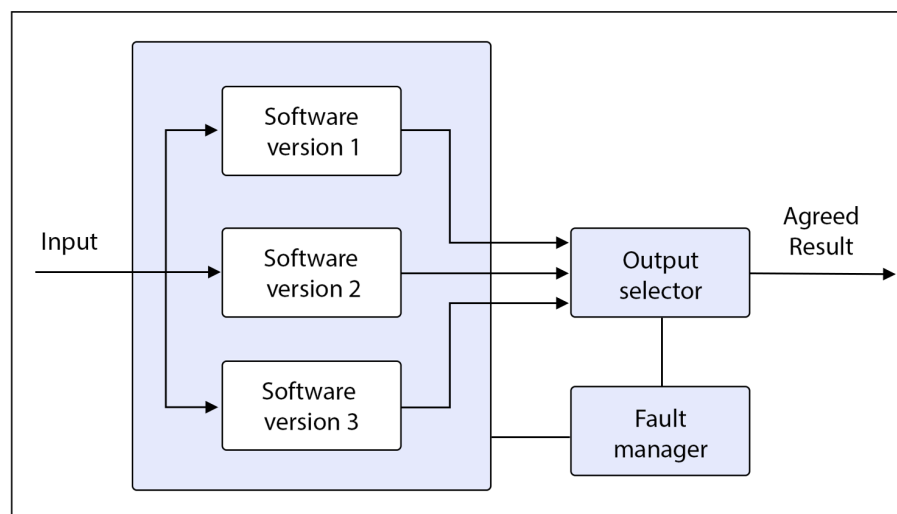 Input
Software
version 1
Software
version 2
Software
version 3
Output
selector
Agreed
Result
Fault
manager